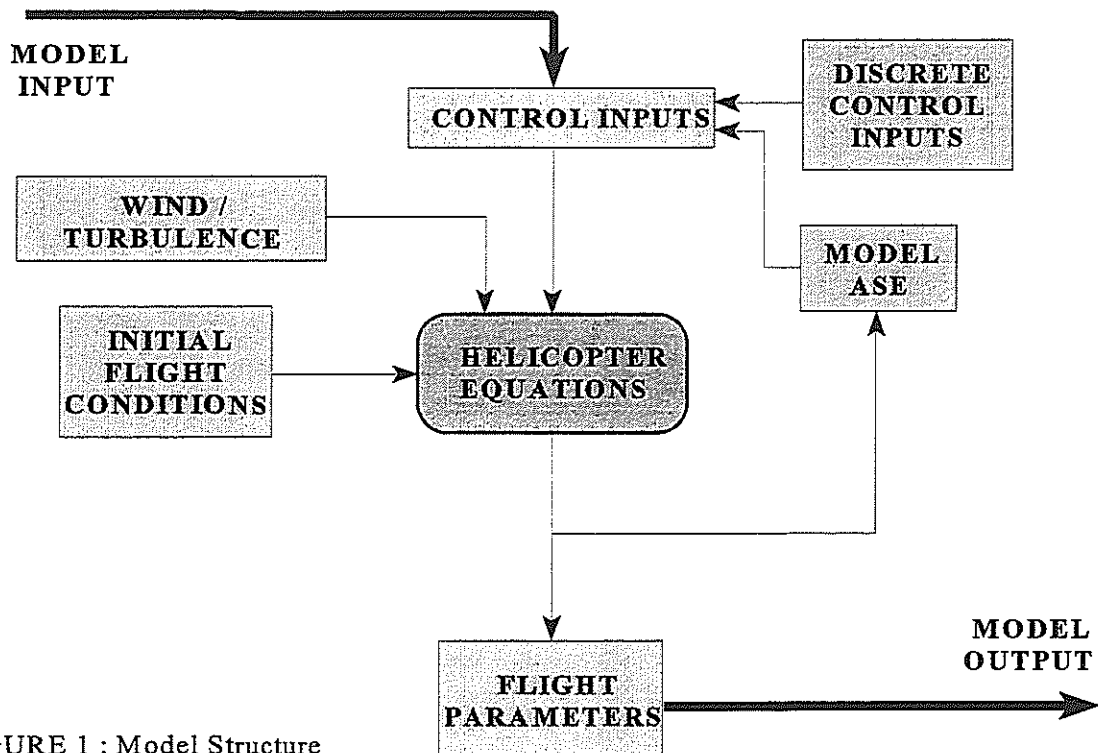 MODEL
INPUT
DISCRETE
CONTROL
INPUTS
CONTROL INPUTS
WIND /
TURBULENCE
MODEL
ASE
INITIAL
FLIGHT
CONDITIONS
HELICOPTER
EQUATIONS
MODEL
OUTPUT
FLIGHT
PARAMETERS
URE 1 : Model Structure